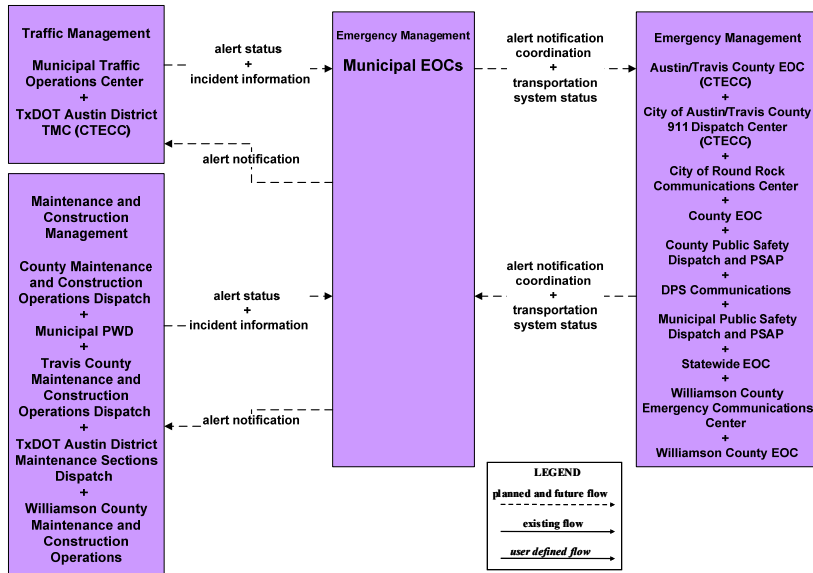 Traffic Management
Municipal Traffic
Operations Center
+
TxDOT Austin District
TMC (CTECC)
alert status
+
incident information
alert notification
Maintenance and
Construction
Management
County Maintenance
and Construction
Operations Dispatch
+
Municipal PWD
+
Travis County
Maintenance and
Construction
Operations Dispatch
+
TxDOT Austin District
Maintenance Sections
Dispatch
+
Williamson County
Maintenance and
Construction
Operations
alert status
+
incident information
alert notification
Emergency Management
Municipal EOCs
alert notification
coordination
+
transportation
system status
alert notification
coordination
+
transportation
system status
Emergency Management
Austin/Travis County EOC
(CTECC)
+
City of Austin/Travis County
911 Dispatch Center
(CTECC)
+
City of Round Rock
Communications Center
+
County EOC
+
County Public Safety
Dispatch and PSAP
+
DPS Communications
+
Municipal Public Safety
Dispatch and PSAP
+
Statewide EOC
+
Williamson County
Emergency Communications
Center
+
Williamson County EOC
LEGEND
planned and future flow
existing flow
user defined flow